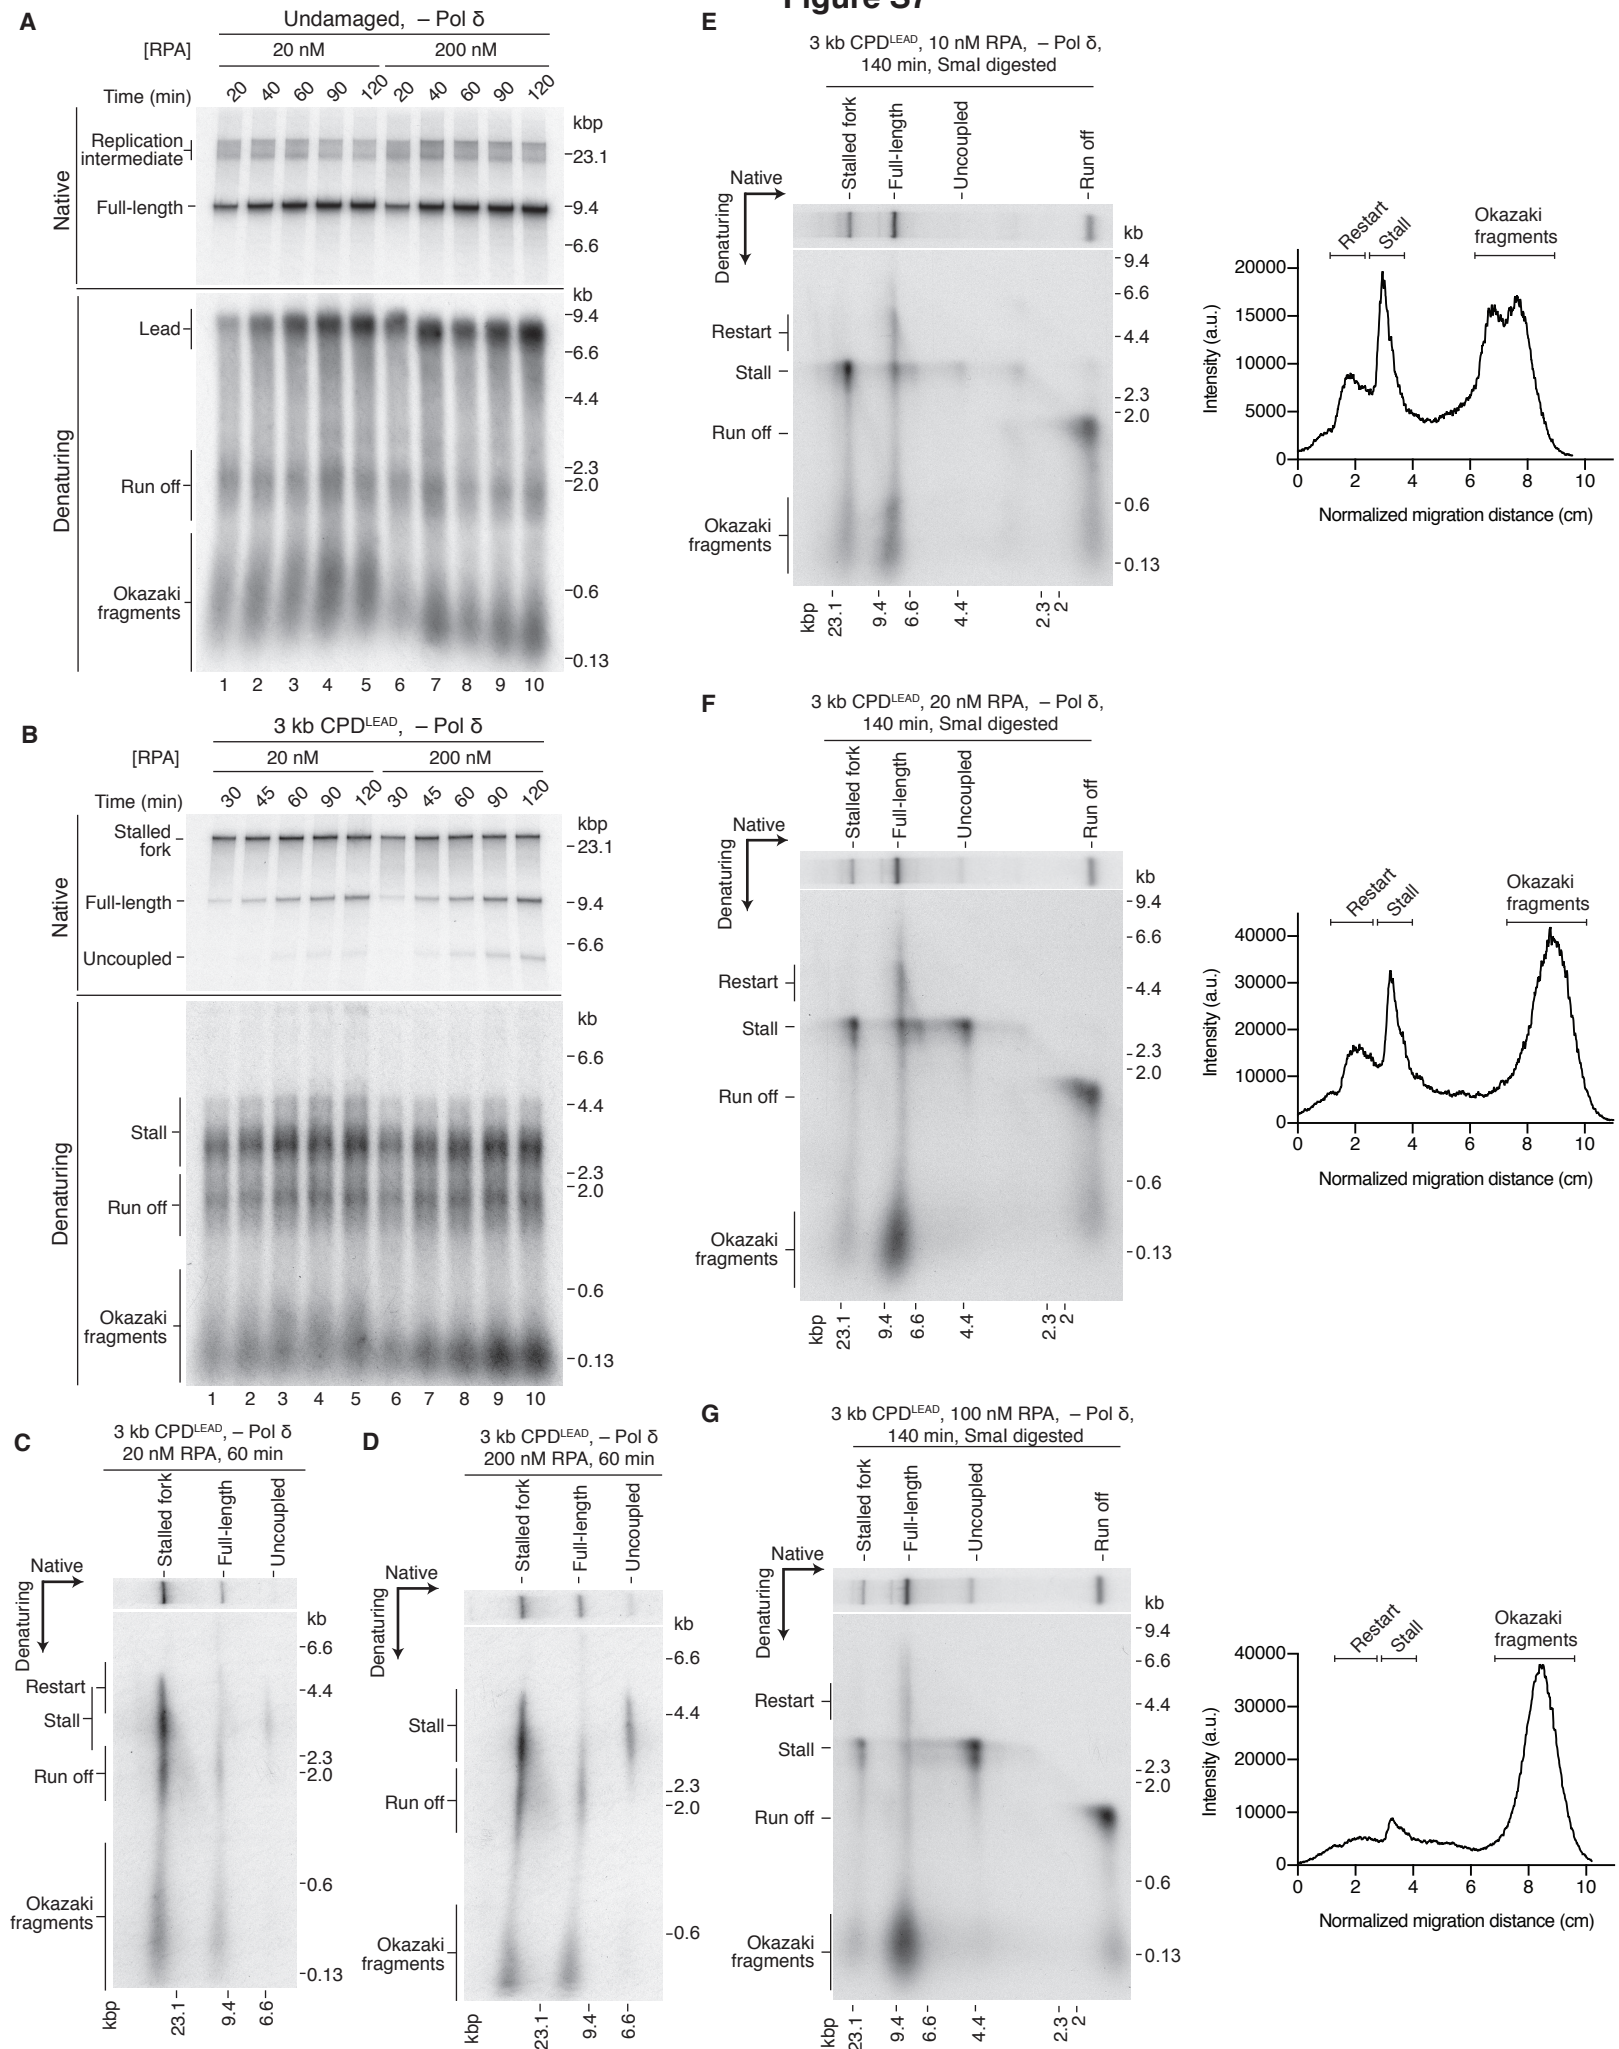 Figure S7
A
Undamaged, – Pol δ
[RPA] 20 nM 200 nM
Time (min) 20 40 60 90 120 20 40 60 90 120
Native
kbp
Replication
intermediate
23.1
Full-length
9.4
6.6
Denaturing
kb
Lead
9.4
6.6
4.4
2.3
Run off
2.0
Okazaki
fragments
0.6
0.13
1 2 3 4 5 6 7 8 9 10
B
3 kb CPDLEAD, – Pol δ
[RPA] 20 nM 200 nM
Time (min) 30 45 60 90 120 30 45 60 90 120
Native
Stalled
fork
kbp
23.1
Full-length
9.4
6.6
Uncoupled
Denaturing
kb
6.6
4.4
Stall
2.3
2.0
Run off
0.6
Okazaki
fragments
0.13
1 2 3 4 5 6 7 8 9 10
C
3 kb CPDLEAD, – Pol δ
20 nM RPA, 60 min
Stalled fork
Full-length
Uncoupled
Native
Denaturing
kb
6.6
Restart
4.4
Stall
2.3
Run off
2.0
0.6
Okazaki
fragments
0.13
kbp 23.1 9.4 6.6
D
3 kb CPDLEAD, – Pol δ
200 nM RPA, 60 min
Stalled fork
Full-length
Uncoupled
Native
Denaturing
kb
6.6
4.4
Stall
2.3
Run off
2.0
0.6
Okazaki
fragments
kbp 23.1 9.4 6.6
E
3 kb CPDLEAD, 10 nM RPA, – Pol δ,
140 min, SmaI digested
Stalled fork
Full-length
Uncoupled
Run off
Native
Denaturing
kb
9.4
6.6
Restart
4.4
Stall
2.3
2.0
Run off
0.6
Okazaki
fragments
0.13
kbp 23.1 9.4 6.6 4.4 2.3 2
Restart
Stall
Okazaki
fragments
Intensity (a.u.)
20000
15000
10000
5000
0
0 2 4 6 8 10
Normalized migration distance (cm)
F
3 kb CPDLEAD, 20 nM RPA, – Pol δ,
140 min, SmaI digested
Stalled fork
Full-length
Uncoupled
Run off
Native
Denaturing
kb
9.4
6.6
Restart
4.4
Stall
2.3
2.0
Run off
0.6
Okazaki
fragments
0.13
kbp 23.1 9.4 6.6 4.4 2.3 2
Restart
Stall
Okazaki
fragments
Intensity (a.u.)
40000
30000
20000
10000
0
0 2 4 6 8 10
Normalized migration distance (cm)
G
3 kb CPDLEAD, 100 nM RPA, – Pol δ,
140 min, SmaI digested
Stalled fork
Full-length
Uncoupled
Run off
Native
Denaturing
kb
9.4
6.6
Restart
4.4
Stall
2.3
2.0
Run off
0.6
Okazaki
fragments
0.13
kbp 23.1 9.4 6.6 4.4 2.3 2
Restart
Stall
Okazaki
fragments
Intensity (a.u.)
40000
30000
20000
10000
0
0 2 4 6 8 10
Normalized migration distance (cm)